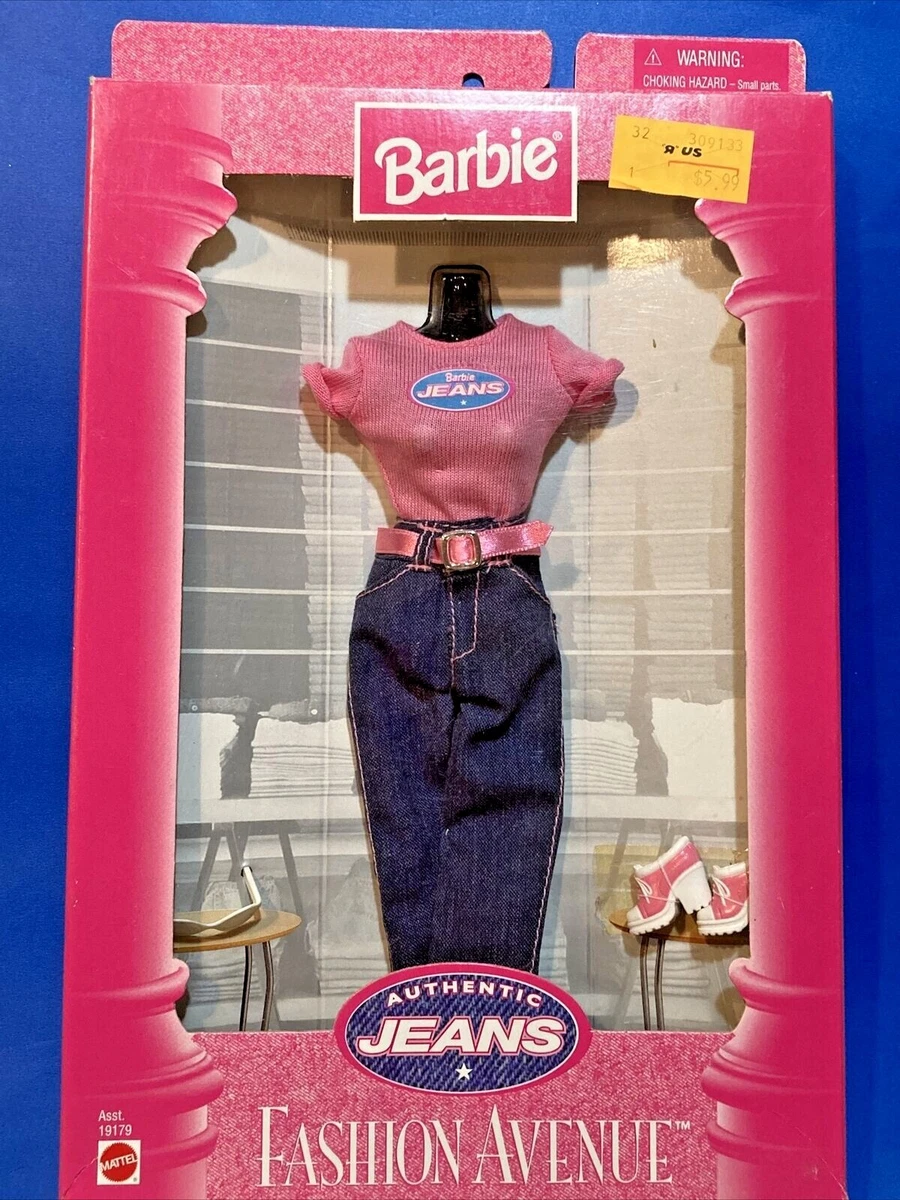 WARNING:
CHOKING HAZARD – Small parts.
Barbie®
32 309133
"R" US
1 $5.99
Barbie
JEANS
AUTHENTIC
JEANS
Asst.
19179
MATTEL
FASHION AVENUE™